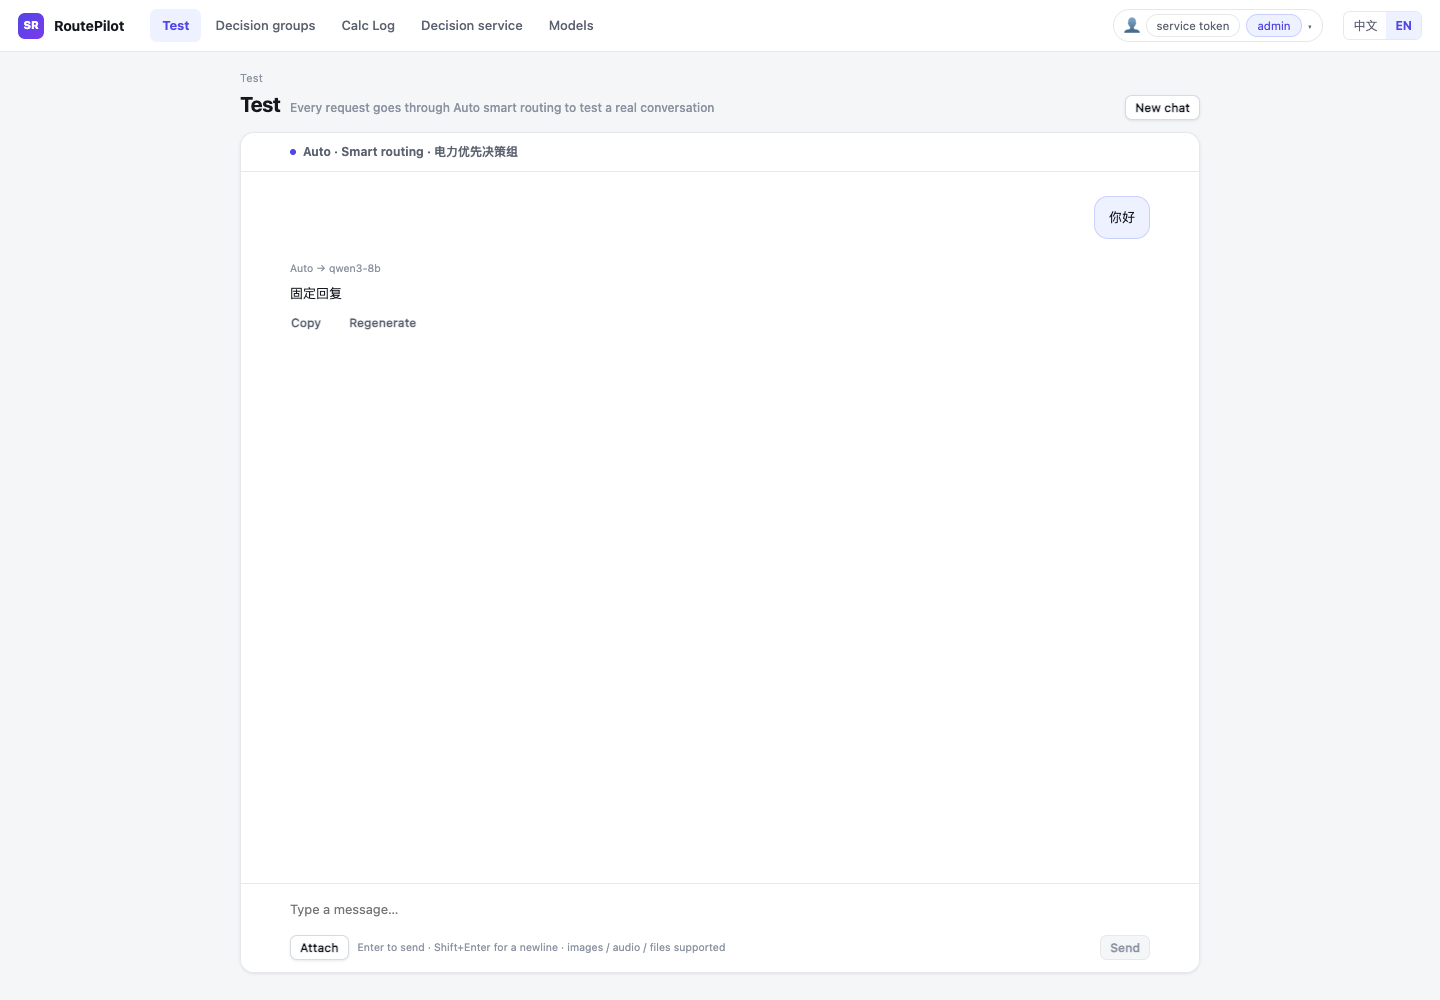 SR RoutePilot Test Decision groups Calc Log Decision service Models service token admin 中文 EN
Test
Test Every request goes through Auto smart routing to test a real conversation New chat
Auto · Smart routing · 电力优先决策组
你好
Auto → qwen3-8b
固定回复
Copy Regenerate
Type a message...
Attach Enter to send · Shift+Enter for a newline · images / audio / files supported Send